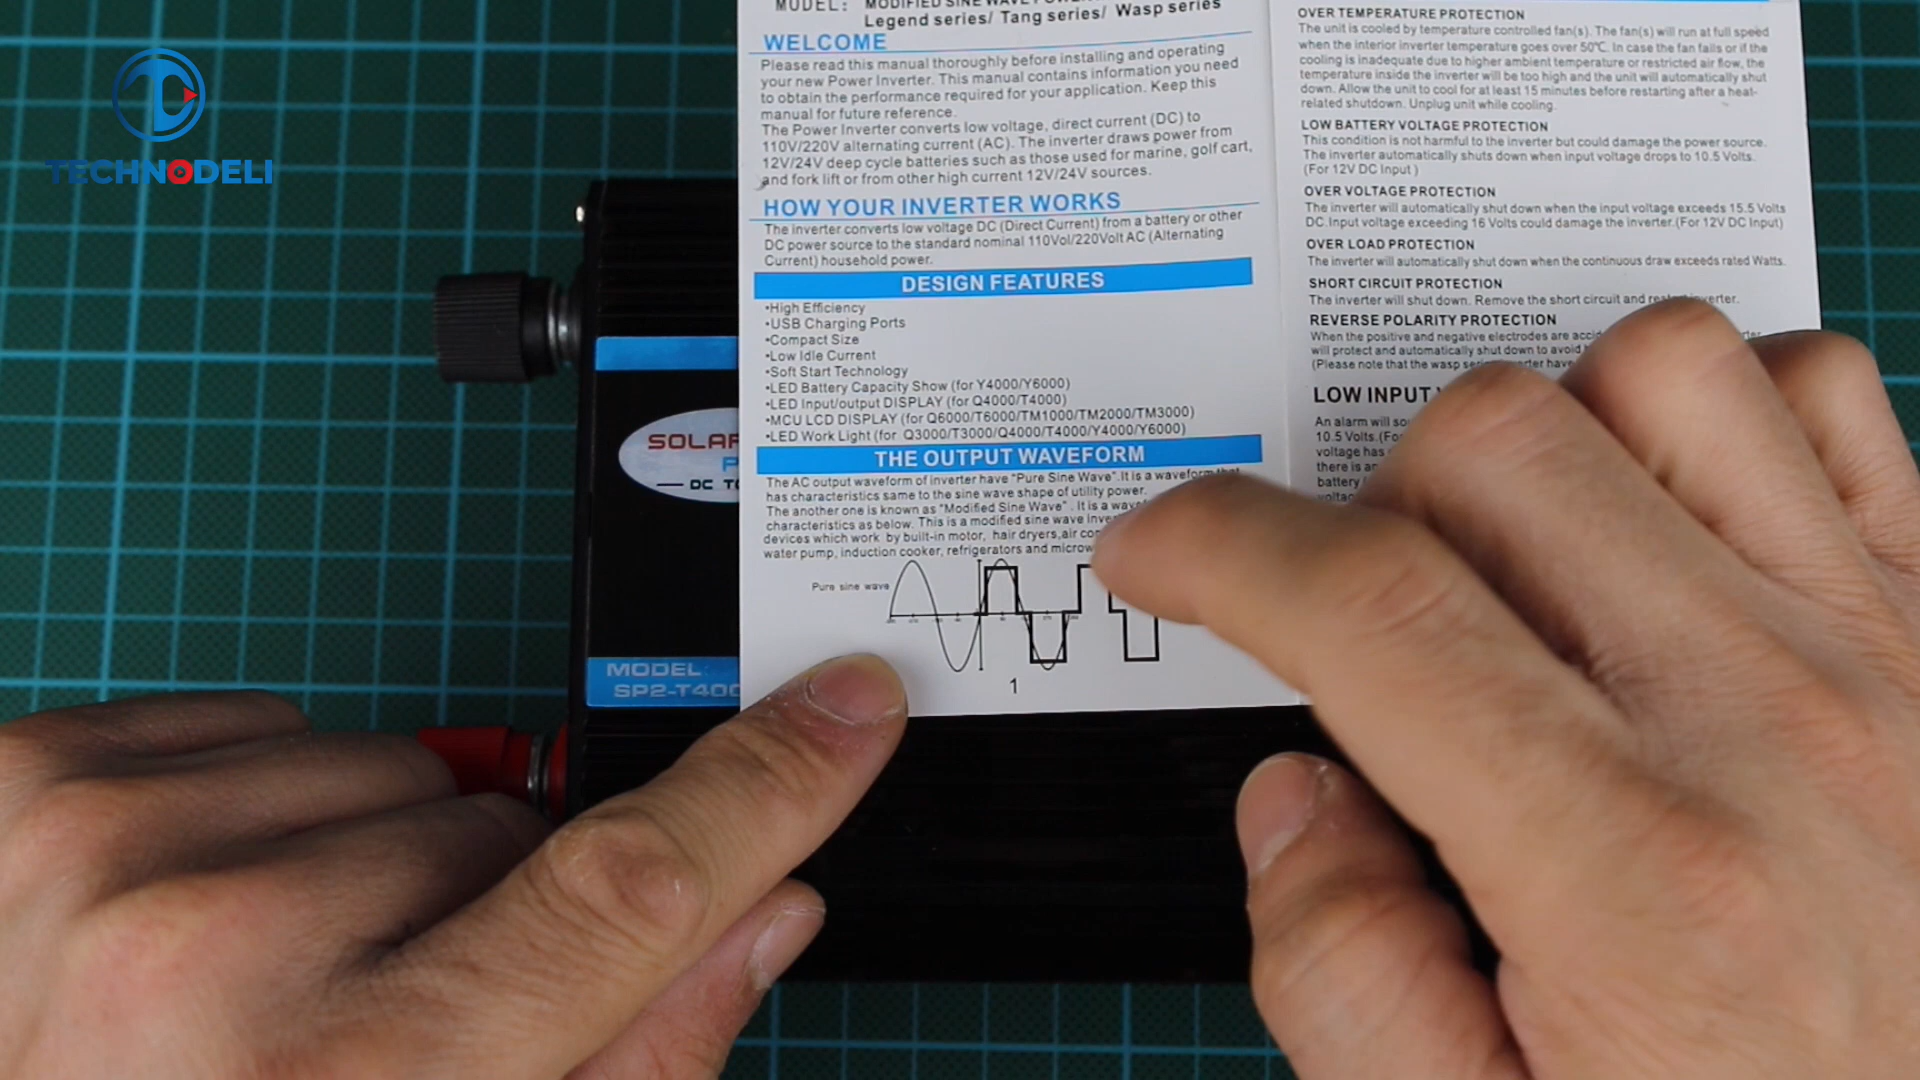 TECHNODELI
MODEL: MODIFIED SINE WAVE POWER
Legend series/ Tang series/ Wasp series
WELCOME
Please read this manual thoroughly before installing and operating
your new Power Inverter. This manual contains information you need
to obtain the performance required for your application. Keep this
manual for future reference.
The Power Inverter converts low voltage, direct current (DC) to
110V/220V alternating current (AC). The inverter draws power from
12V/24V deep cycle batteries such as those used for marine, golf cart,
and fork lift or from other high current 12V/24V sources.
HOW YOUR INVERTER WORKS
The inverter converts low voltage DC (Direct Current) from a battery or other
DC power source to the standard nominal 110Vol/220Volt AC (Alternating
Current) household power.
DESIGN FEATURES
•High Efficiency
•USB Charging Ports
•Compact Size
•Low Idle Current
•Soft Start Technology
•LED Battery Capacity Show (for Y4000/Y6000)
•LED Input/output DISPLAY (for Q4000/T4000)
•MCU LCD DISPLAY (for Q6000/T6000/TM1000/TM2000/TM3000)
•LED Work Light (for Q3000/T3000/Q4000/T4000/Y4000/Y6000)
THE OUTPUT WAVEFORM
The AC output waveform of inverter have "Pure Sine Wave".It is a waveform that
has characteristics same to the sine wave shape of utility power.
The another one is known as "Modified Sine Wave" . It is a
characteristics as below. This is a modified sine wave
devices which work by built-in motor, hair dryers,air
water pump, induction cooker, refrigerators and
Pure sine wave
1
OVER TEMPERATURE PROTECTION
The unit is cooled by temperature controlled fan(s). The fan(s) will run at full speed
when the interior inverter temperature goes over 50℃. In case the fan fails or if the
cooling is inadequate due to higher ambient temperature or restricted air flow, the
temperature inside the inverter will be too high and the unit will automatically shut
down. Allow the unit to cool for at least 15 minutes before restarting after a heat-
related shutdown. Unplug unit while cooling.
LOW BATTERY VOLTAGE PROTECTION
This condition is not harmful to the inverter but could damage the power source.
The inverter automatically shuts down when input voltage drops to 10.5 Volts.
(For 12V DC Input )
OVER VOLTAGE PROTECTION
The inverter will automatically shut down when the input voltage exceeds 15.5 Volts
DC.Input voltage exceeding 16 Volts could damage the inverter.(For 12V DC Input)
OVER LOAD PROTECTION
The inverter will automatically shut down when the continuous draw exceeds rated Watts.
SHORT CIRCUIT PROTECTION
The inverter will shut down. Remove the short circuit and restart inverter.
REVERSE POLARITY PROTECTION
When the positive and negative electrodes are
will protect and automatically shut down to avoid
(Please note that the wasp series inverter have
LOW INPUT
An alarm will
10.5 Volts.(For
voltage has
there is an
battery
DC
MODEL: